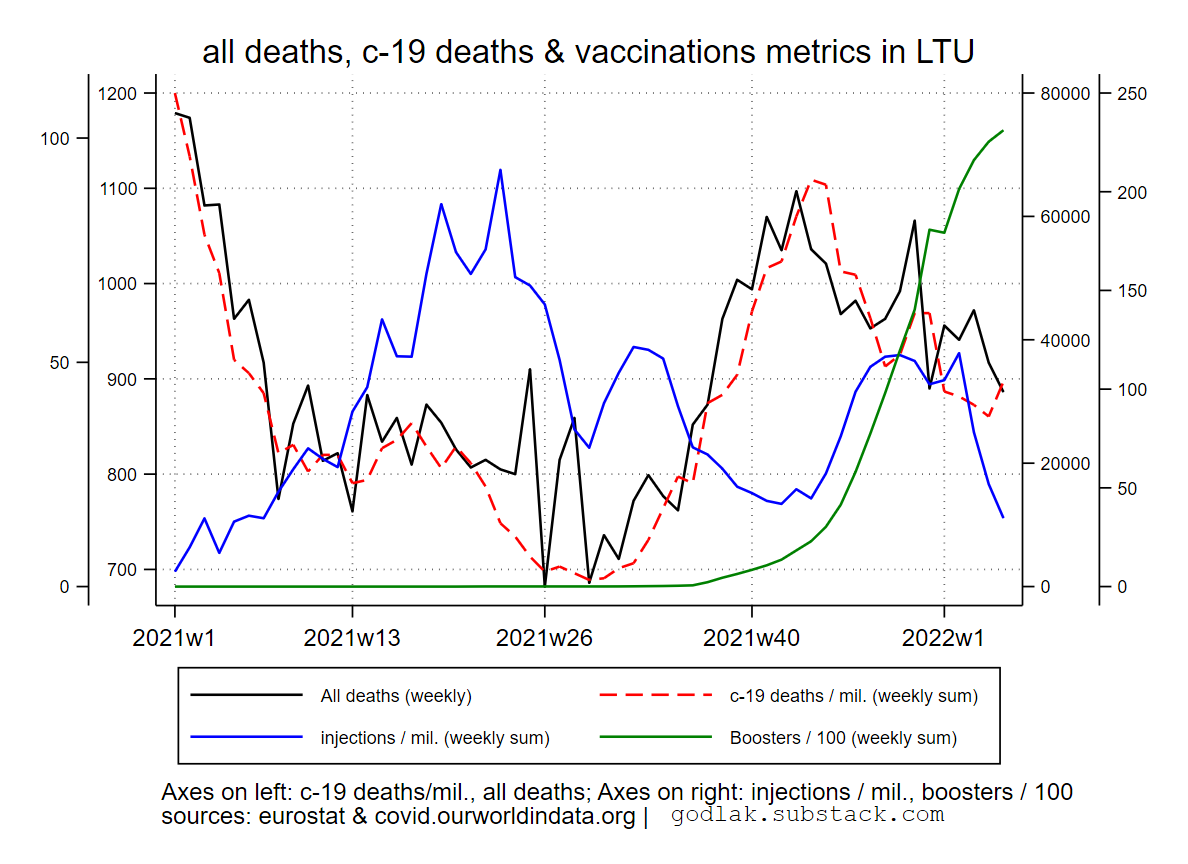 all deaths, c-19 deaths & vaccinations metrics in LTU
100
50
0
1200
1100
1000
900
800
700
80000
60000
40000
20000
0
250
200
150
100
50
0
2021w1
2021w13
2021w26
2021w40
2022w1
All deaths (weekly)
c-19 deaths / mil. (weekly sum)
injections / mil. (weekly sum)
Boosters / 100 (weekly sum)
Axes on left: c-19 deaths/mil., all deaths; Axes on right: injections / mil., boosters / 100
sources: eurostat & covid.ourworldindata.org | godlak.substack.com